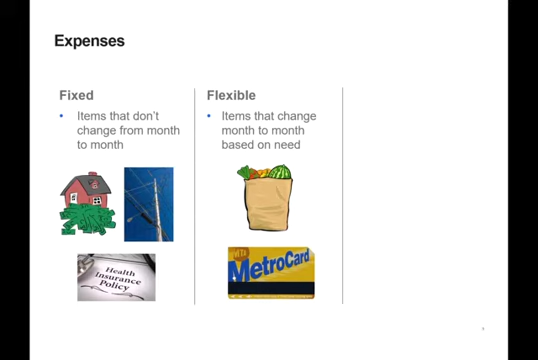 Expenses
Fixed
• Items that don't
change from month
to month
Flexible
• Items that change
month to month
based on need
Health
Insurance
Policy
MTA
MetroCard